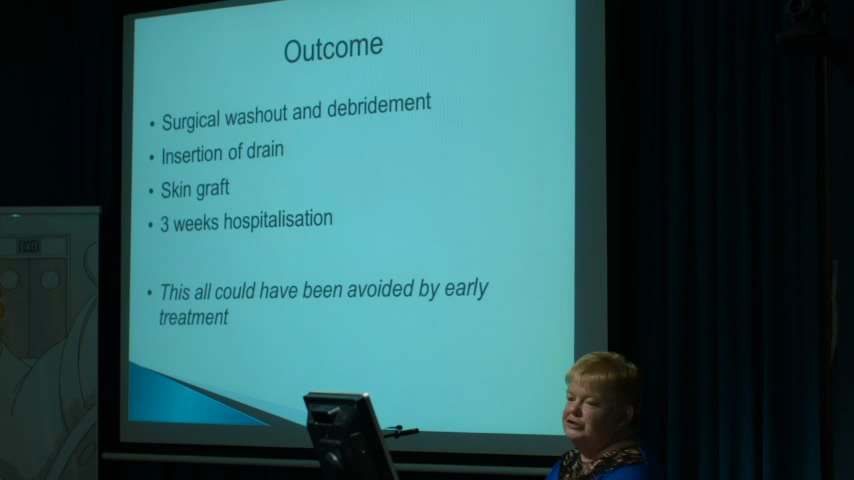 Outcome
• Surgical washout and debridement
• Insertion of drain
• Skin graft
• 3 weeks hospitalisation
• This all could have been avoided by early
treatment
EXIT